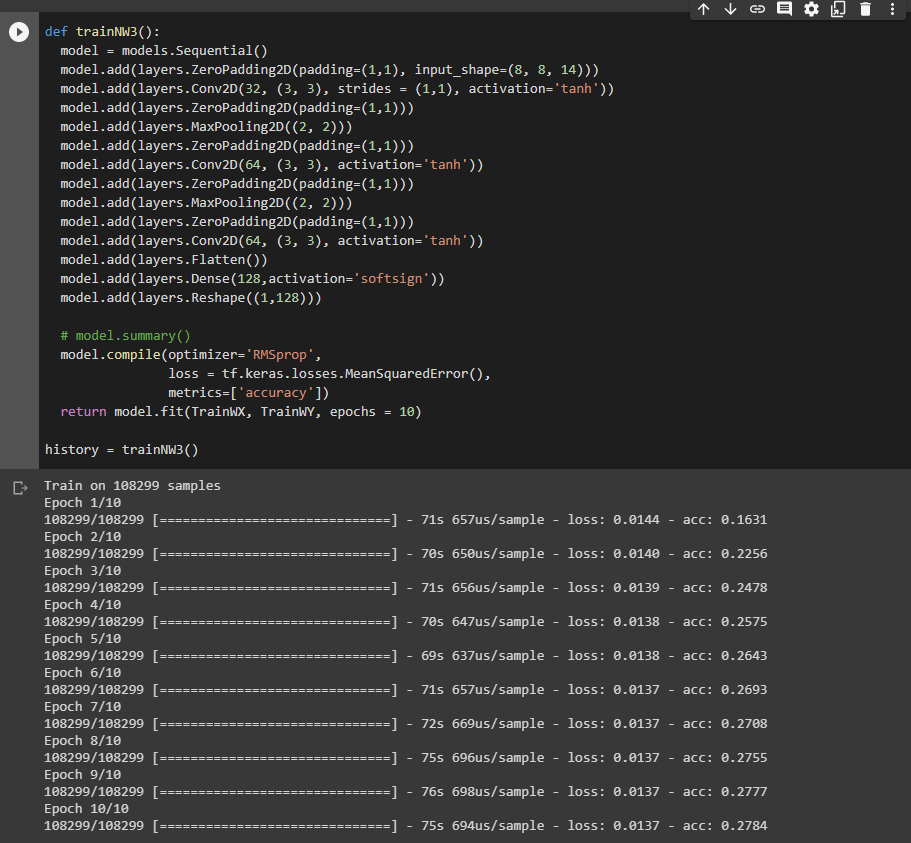 def trainNW3():
  model = models.Sequential()
  model.add(layers.ZeroPadding2D(padding=(1,1), input_shape=(8, 8, 14)))
  model.add(layers.Conv2D(32, (3, 3), strides = (1,1), activation='tanh'))
  model.add(layers.ZeroPadding2D(padding=(1,1)))
  model.add(layers.MaxPooling2D((2, 2)))
  model.add(layers.ZeroPadding2D(padding=(1,1)))
  model.add(layers.Conv2D(64, (3, 3), activation='tanh'))
  model.add(layers.ZeroPadding2D(padding=(1,1)))
  model.add(layers.MaxPooling2D((2, 2)))
  model.add(layers.ZeroPadding2D(padding=(1,1)))
  model.add(layers.Conv2D(64, (3, 3), activation='tanh'))
  model.add(layers.Flatten())
  model.add(layers.Dense(128,activation='softsign'))
  model.add(layers.Reshape((1,128)))

  # model.summary()
  model.compile(optimizer='RMSprop',
                loss = tf.keras.losses.MeanSquaredError(),
                metrics=['accuracy'])
  return model.fit(TrainWX, TrainWY, epochs = 10)

history = trainNW3()
Train on 108299 samples
Epoch 1/10
108299/108299 [==============================] - 71s 657us/sample - loss: 0.0144 - acc: 0.1631
Epoch 2/10
108299/108299 [==============================] - 70s 650us/sample - loss: 0.0140 - acc: 0.2256
Epoch 3/10
108299/108299 [==============================] - 71s 656us/sample - loss: 0.0139 - acc: 0.2478
Epoch 4/10
108299/108299 [==============================] - 70s 647us/sample - loss: 0.0138 - acc: 0.2575
Epoch 5/10
108299/108299 [==============================] - 69s 637us/sample - loss: 0.0138 - acc: 0.2643
Epoch 6/10
108299/108299 [==============================] - 71s 657us/sample - loss: 0.0137 - acc: 0.2693
Epoch 7/10
108299/108299 [==============================] - 72s 669us/sample - loss: 0.0137 - acc: 0.2708
Epoch 8/10
108299/108299 [==============================] - 75s 696us/sample - loss: 0.0137 - acc: 0.2755
Epoch 9/10
108299/108299 [==============================] - 76s 698us/sample - loss: 0.0137 - acc: 0.2777
Epoch 10/10
108299/108299 [==============================] - 75s 694us/sample - loss: 0.0137 - acc: 0.2784